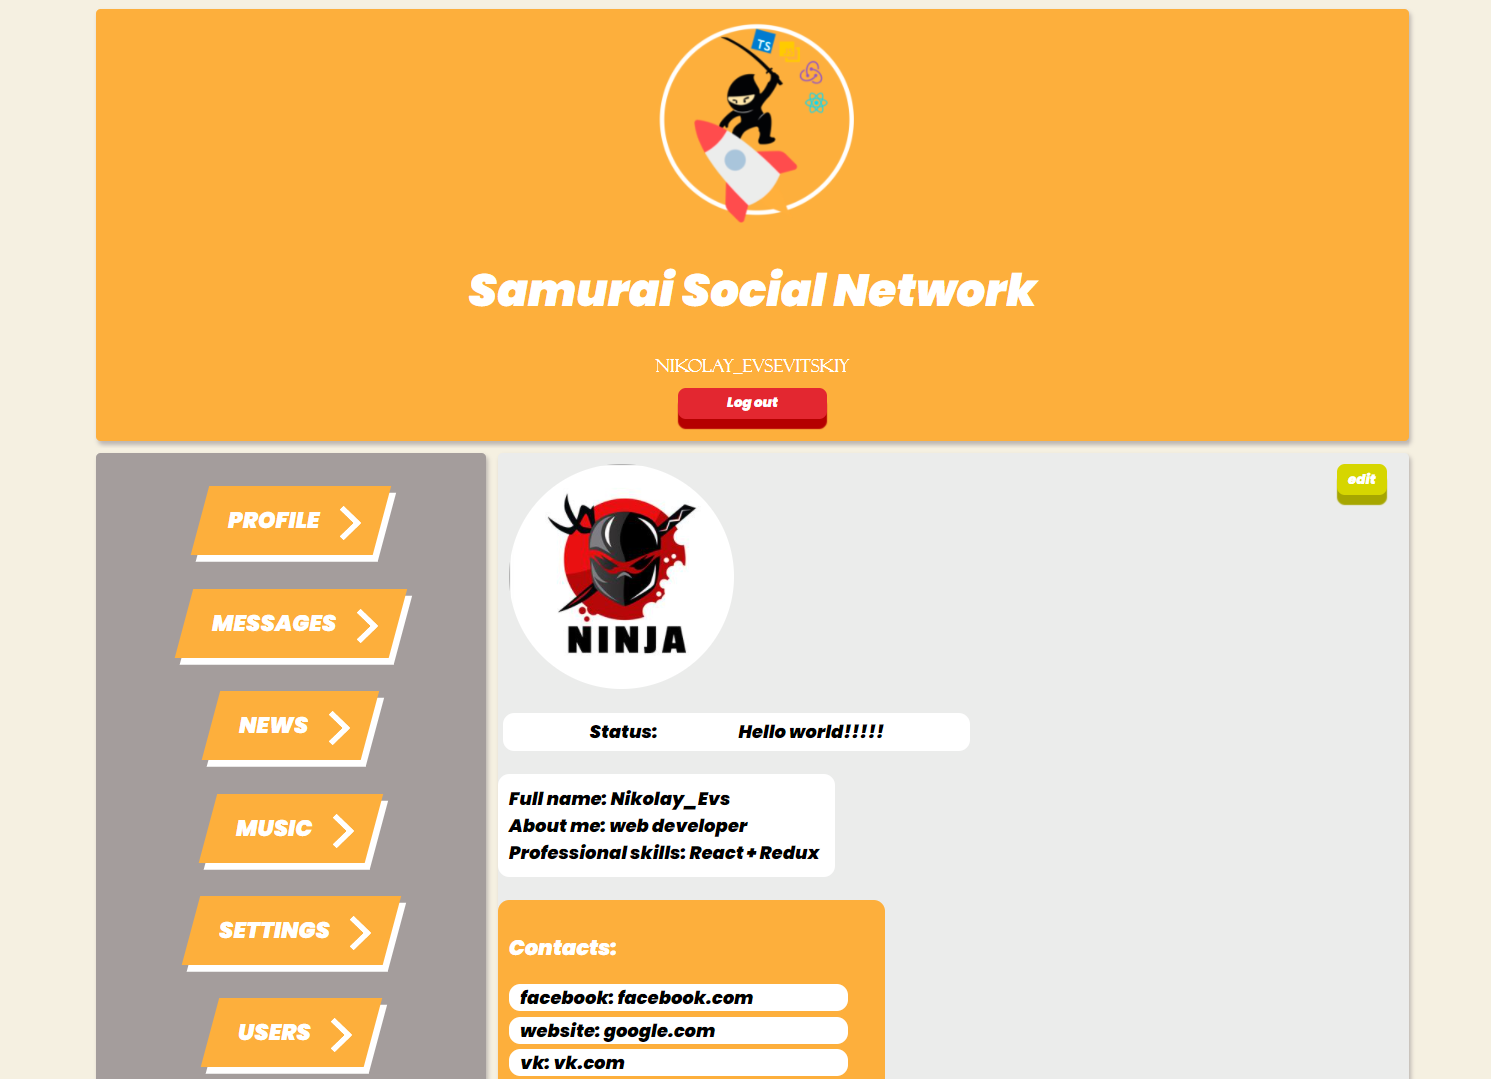 TS
Samurai Social Network
NIKOLAY_EVSEVITSKIY
Log out
PROFILE
MESSAGES
NEWS
MUSIC
SETTINGS
USERS
edit
NINJA
Status: Hello world!!!!!
Full name: Nikolay_Evs
About me: web developer
Professional skills: React + Redux
Contacts:
facebook: facebook.com
website: google.com
vk: vk.com